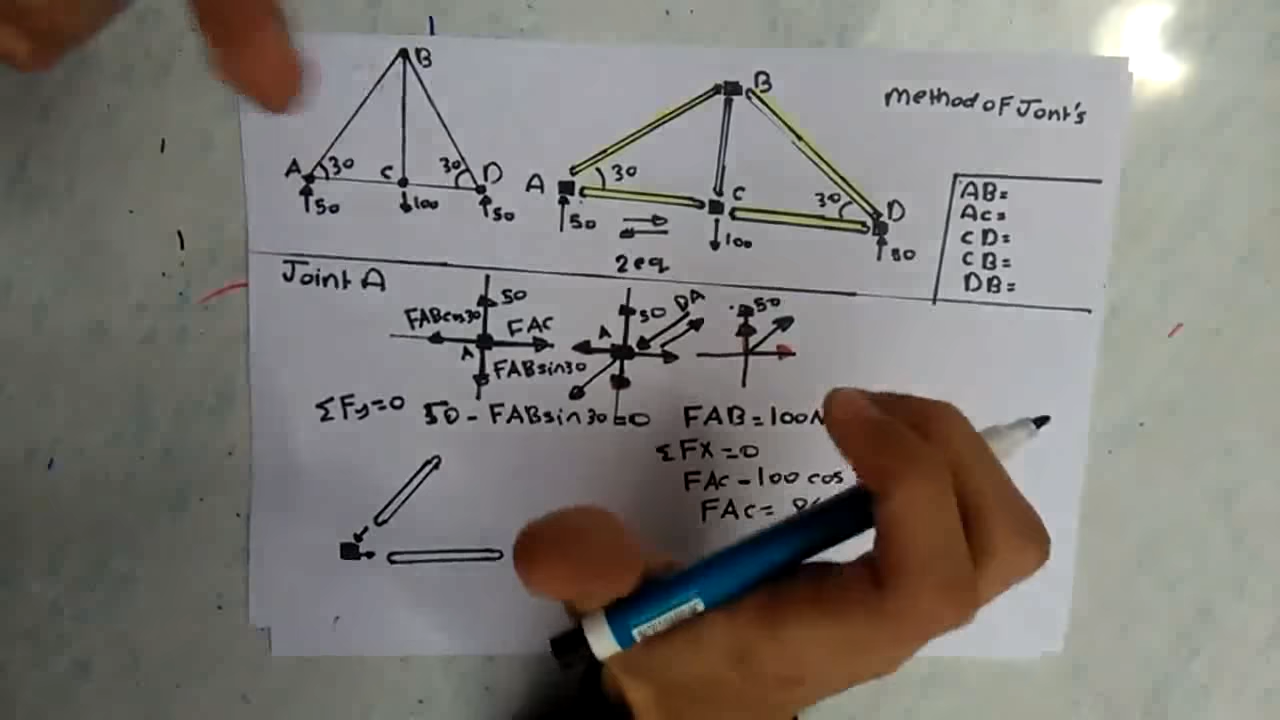 B
A 30 C 30 D
50 100 50
B
A 30 C 30 D
50 100 50
2eq
Method of Jont's
AB=
Ac=
CD=
CB=
DB=
Joint A
50
FABcos30 FAC
A
FABsin30
50
A
50
ΣFy=0 50 - FABsin30=0 FAB=100
ΣFX=0
FAc - 100 cos
FAc=